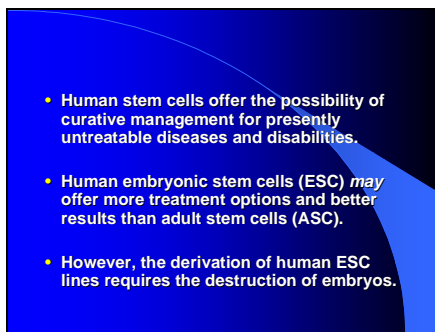 • Human stem cells offer the possibility of
curative management for presently
untreatable diseases and disabilities.
• Human embryonic stem cells (ESC) may
offer more treatment options and better
results than adult stem cells (ASC).
• However, the derivation of human ESC
lines requires the destruction of embryos.